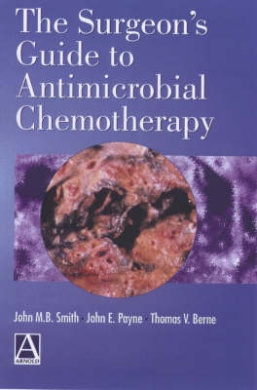 The Surgeon's
Guide to
Antimicrobial
Chemotherapy
John M.B. Smith · John E. Payne · Thomas V. Berne
A
ARNOLD